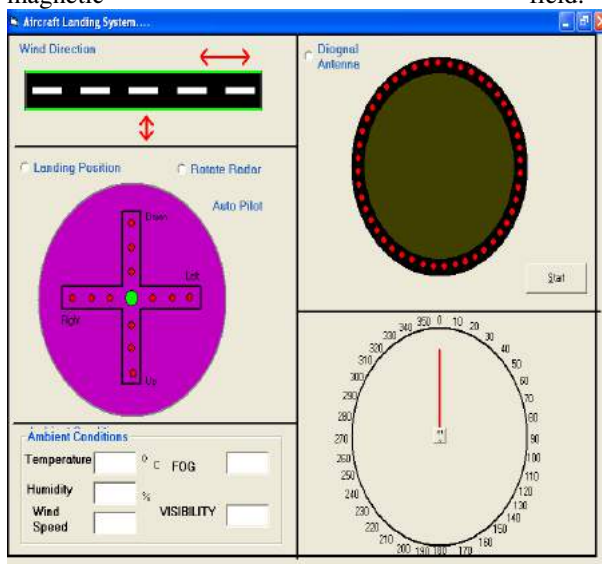 magnetic field.
Aircraft Landing System....
Wind Direction
Landing Position
Rotate Radar
Auto Pilot
Down
Left
Right
Up
Ambient Conditions
Temperature ° C FOG
Humidity %
Wind Speed
VISIBILITY
Diognal
Antenna
Start
0 10 20 30 40 50 60 70 80 90 100 110 120 130 140 150 160 170 180 190 200 210 220 230 240 250 260 270 280 290 300 310 320 330 340 350